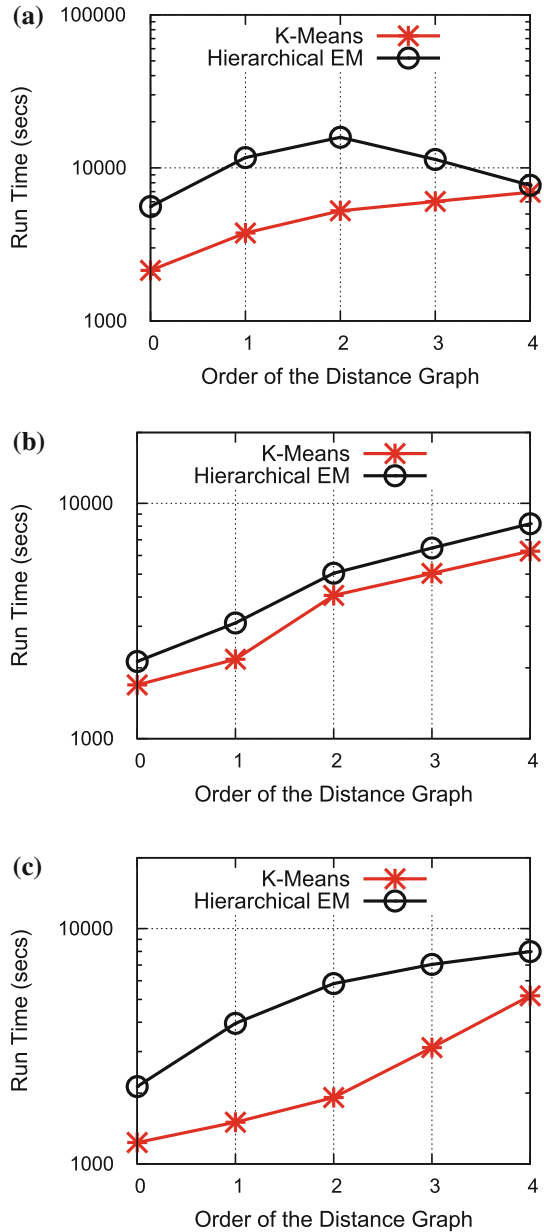 (a)
100000
K-Means
Hierarchical EM
10000
1000
Run Time (secs)
0 1 2 3 4
Order of the Distance Graph
(b)
K-Means
Hierarchical EM
10000
1000
Run Time (secs)
0 1 2 3 4
Order of the Distance Graph
(c)
K-Means
Hierarchical EM
10000
1000
Run Time (secs)
0 1 2 3 4
Order of the Distance Graph